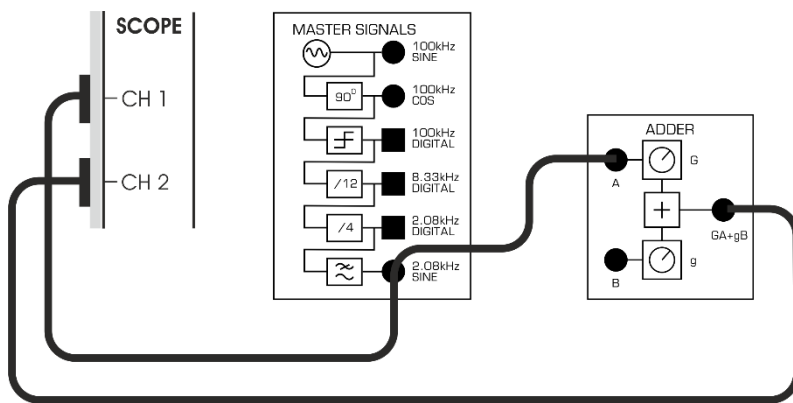 SCOPE
CH 1
CH 2
MASTER SIGNALS
100kHz
SINE
90°
100kHz
COS
100kHz
DIGITAL
/12
8.33kHz
DIGITAL
/4
2.08kHz
DIGITAL
2.08kHz
SINE
ADDER
G
A
+
GA+gB
B
g